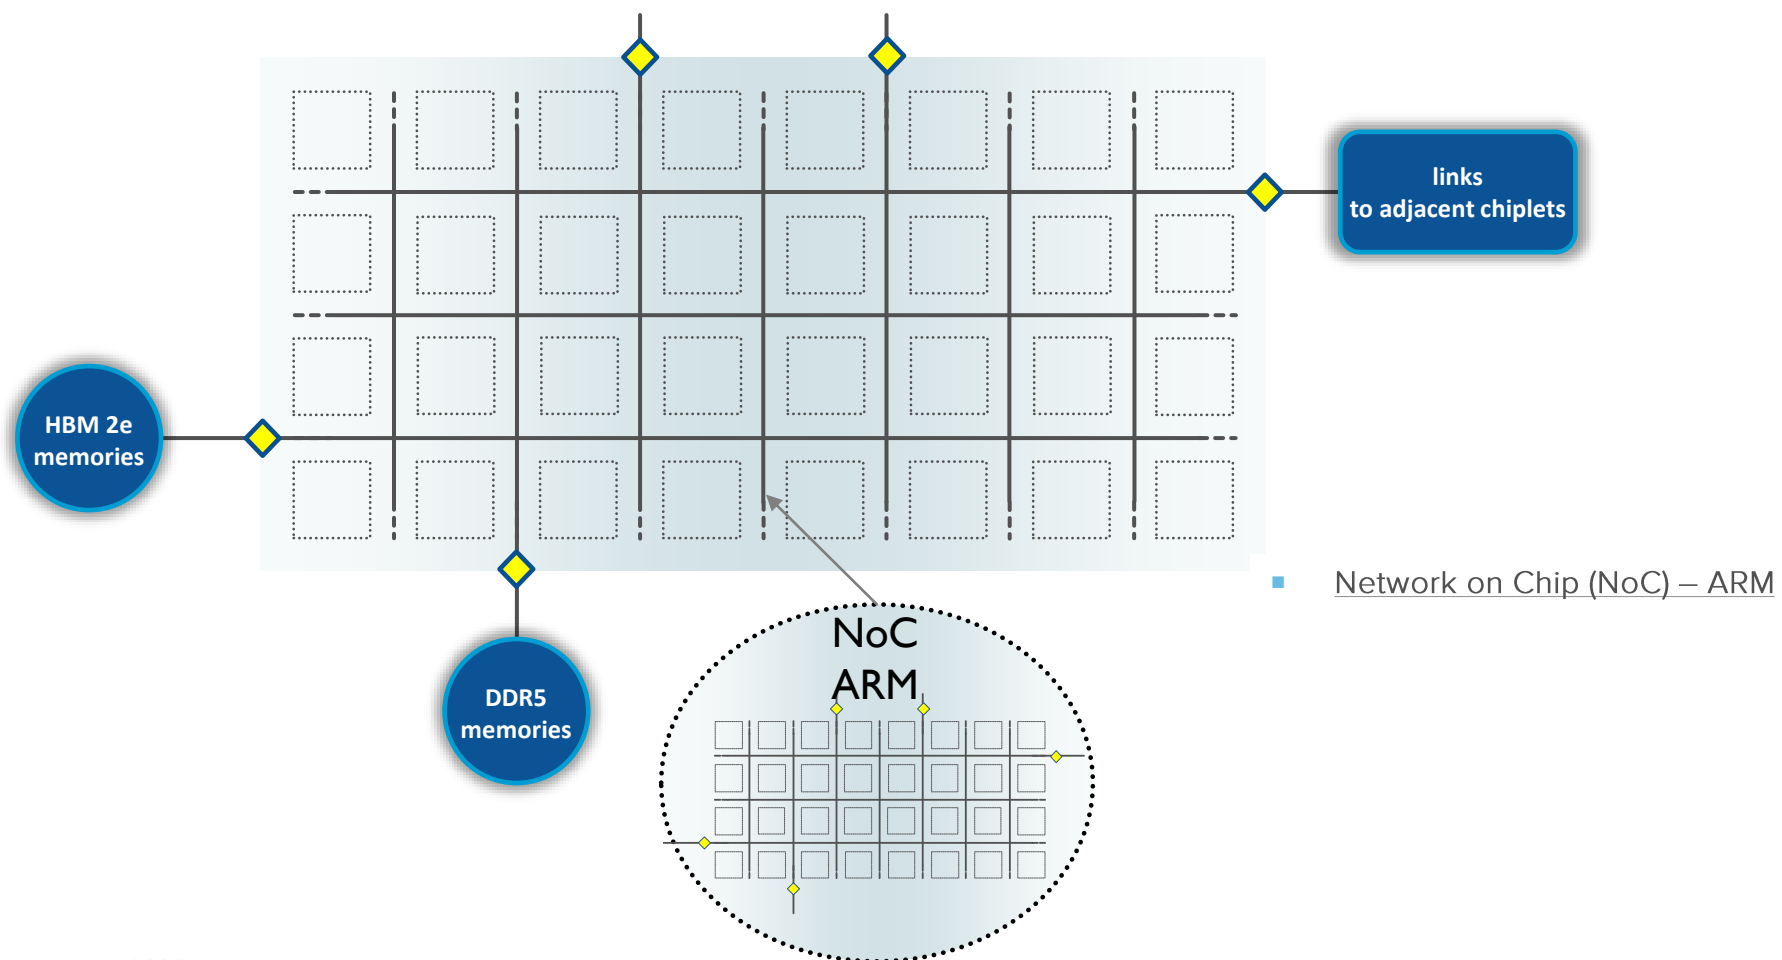 links
to adjacent chiplets
HBM 2e
memories
Network on Chip (NoC) – ARM
NoC
ARM
DDR5
memories